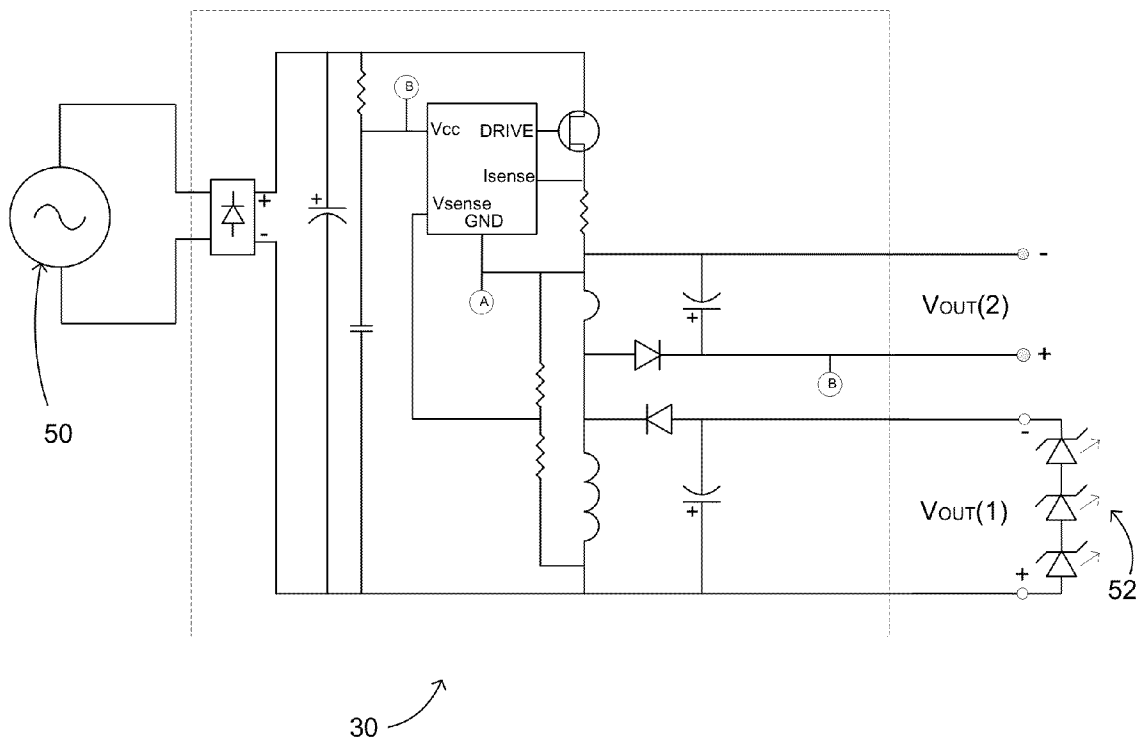 B
Vcc
DRIVE
+
+
Isense
-
Vsense
GND
-
A
VOUT(2)
+
+
B
50
-
VOUT(1)
+
+
52
30